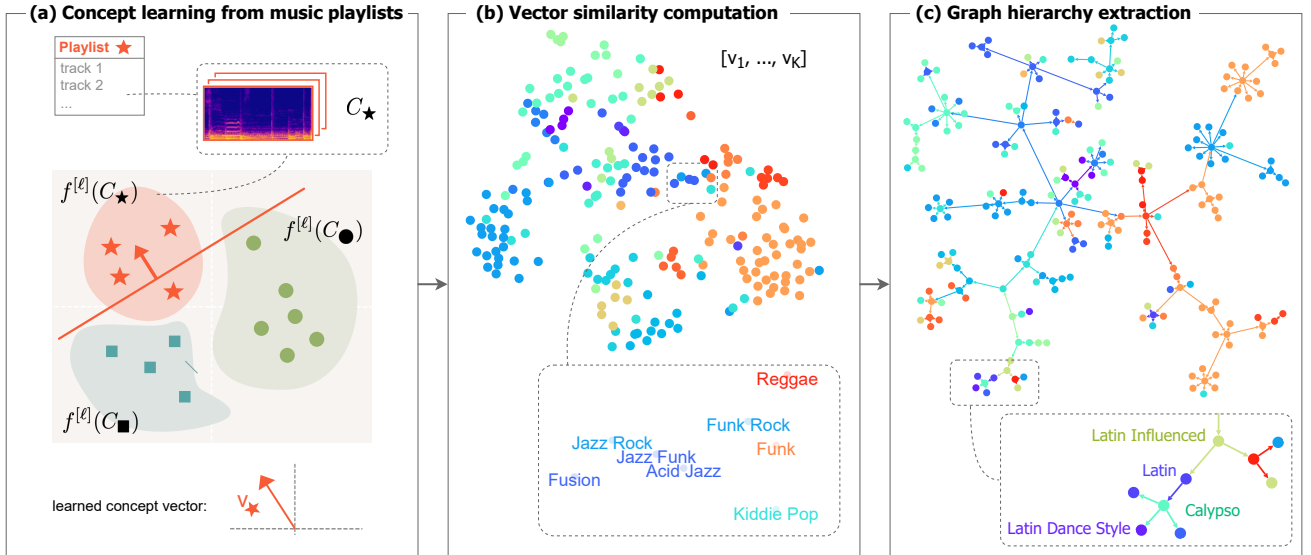 (a) Concept learning from music playlists
Playlist ★
track 1
track 2
...
C★
f[ℓ](C★)
f[ℓ](C●)
f[ℓ](C■)
learned concept vector:
V★
(b) Vector similarity computation
[v1, ..., vK]
Reggae
Funk Rock
Jazz Rock
Funk
Jazz Funk
Acid Jazz
Fusion
Kiddie Pop
(c) Graph hierarchy extraction
Latin Influenced
Latin
Calypso
Latin Dance Style